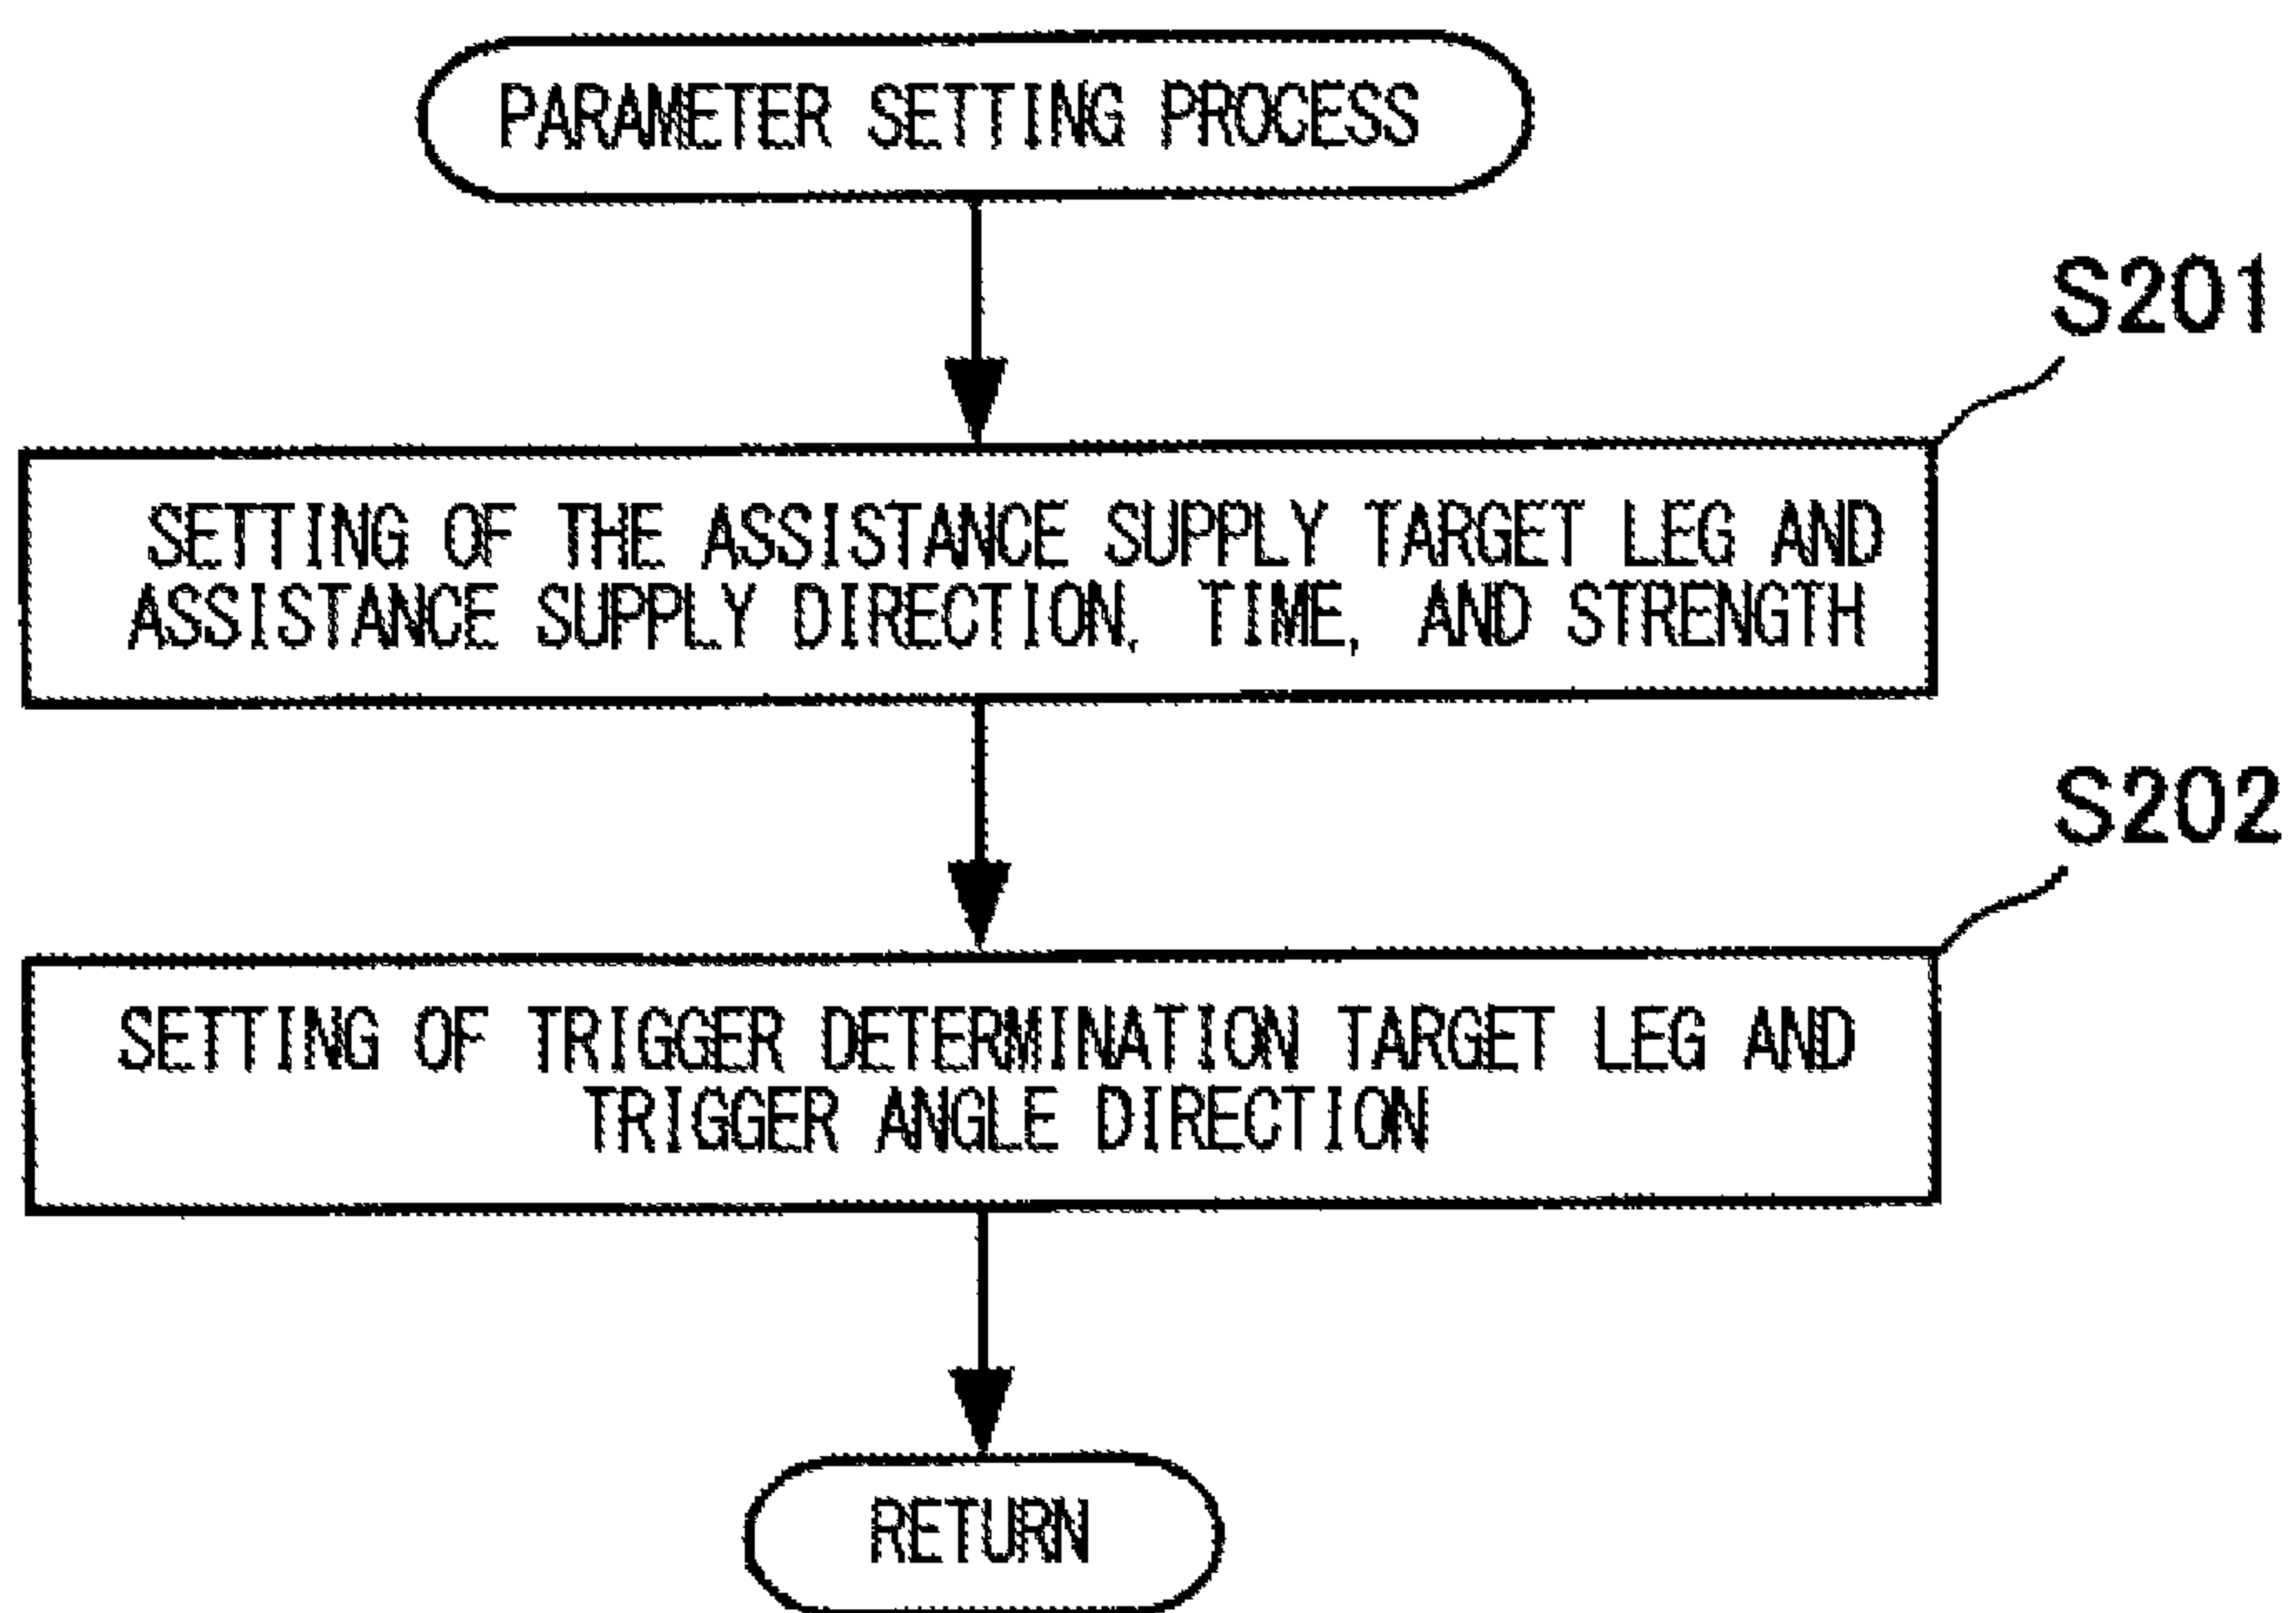 PARAMETER SETTING PROCESS
S201
SETTING OF THE ASSISTANCE SUPPLY TARGET LEG AND
ASSISTANCE SUPPLY DIRECTION, TIME, AND STRENGTH
S202
SETTING OF TRIGGER DETERMINATION TARGET LEG AND
TRIGGER ANGLE DIRECTION
RETURN